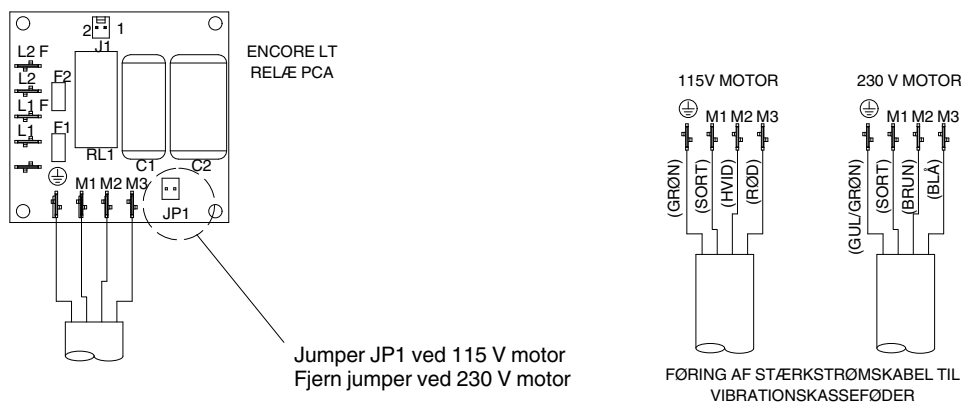 2 1
J1
L2 F
L2
F2
L1 F
L1
F1
RL1
C1
C2
M1 M2 M3
JP1
ENCORE LT
RELÆ PCA
Jumper JP1 ved 115 V motor
Fjern jumper ved 230 V motor
115V MOTOR
M1 M2 M3
(GRØN)
(SORT)
(HVID)
(RØD)
230 V MOTOR
M1 M2 M3
(GUL/GRØN)
(SORT)
(BRUN)
(BLÅ)
FØRING AF STÆRKSTRØMSKABEL TIL
VIBRATIONSKASSEFØDER